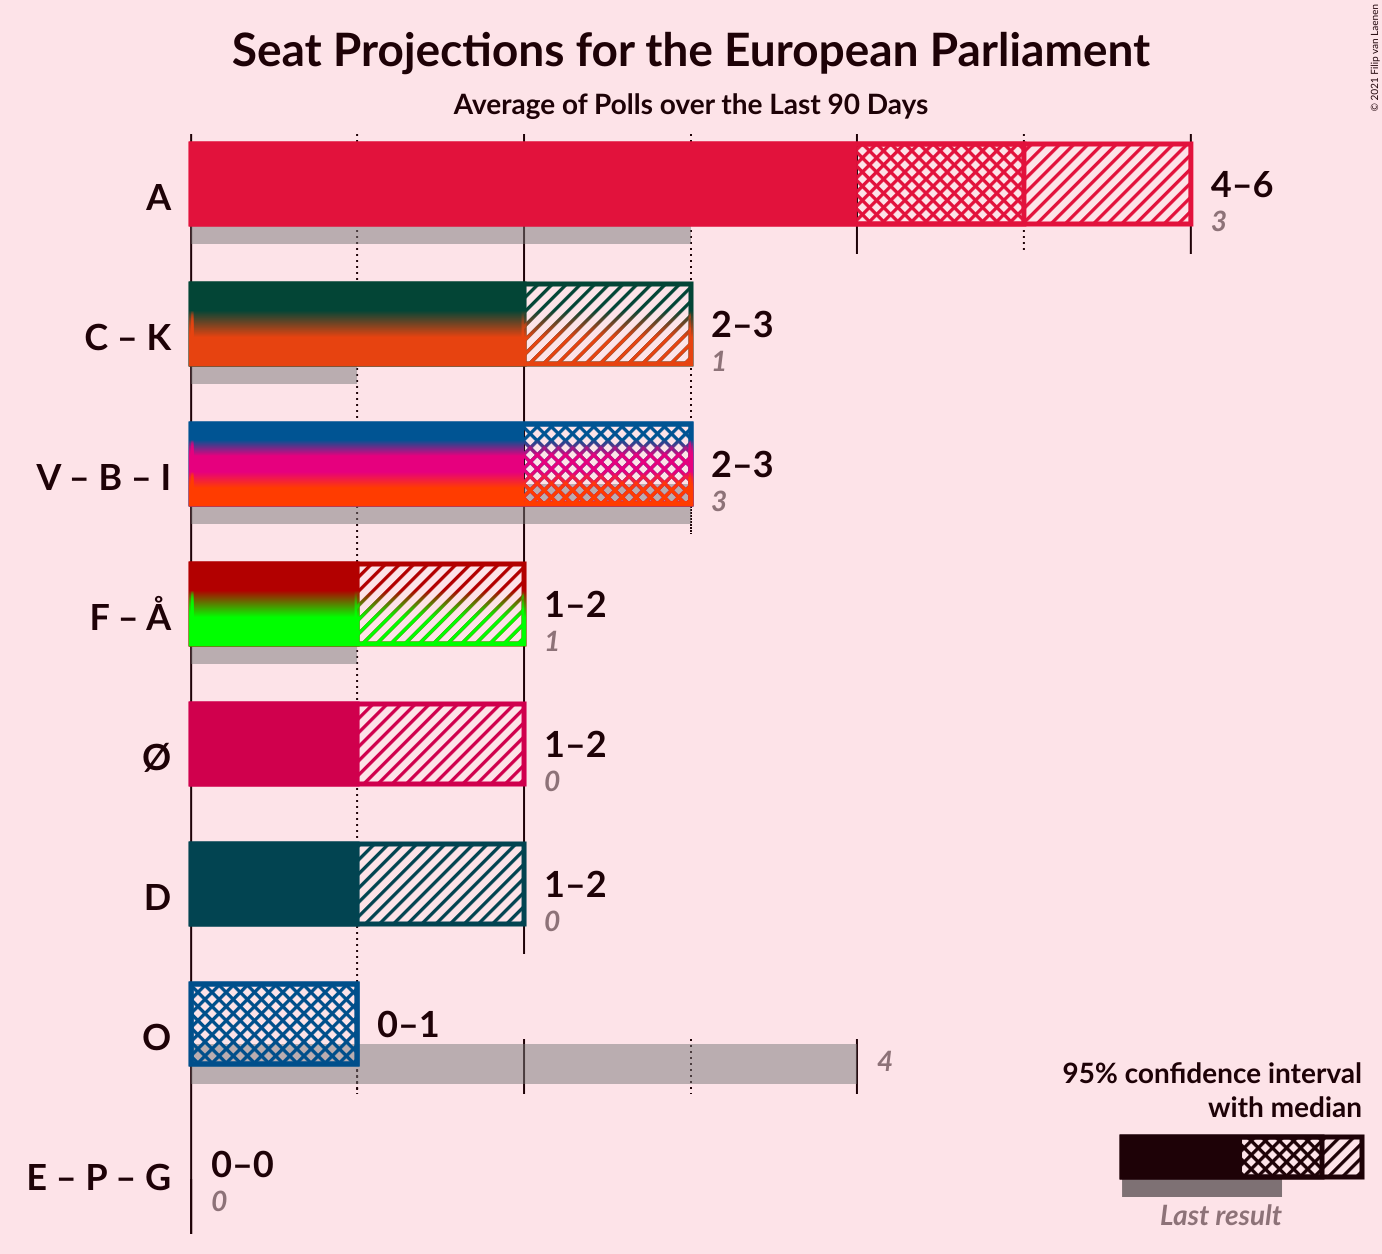 Seat Projections for the European Parliament
Average of Polls over the Last 90 Days
© 2021 Filip van Laenen
A
4–6
3
C – K
2–3
1
V – B – I
2–3
3
F – Å
1–2
1
Ø
1–2
0
D
1–2
0
O
0–1
4
E – P – G
0–0
0
95% confidence interval
with median
Last result